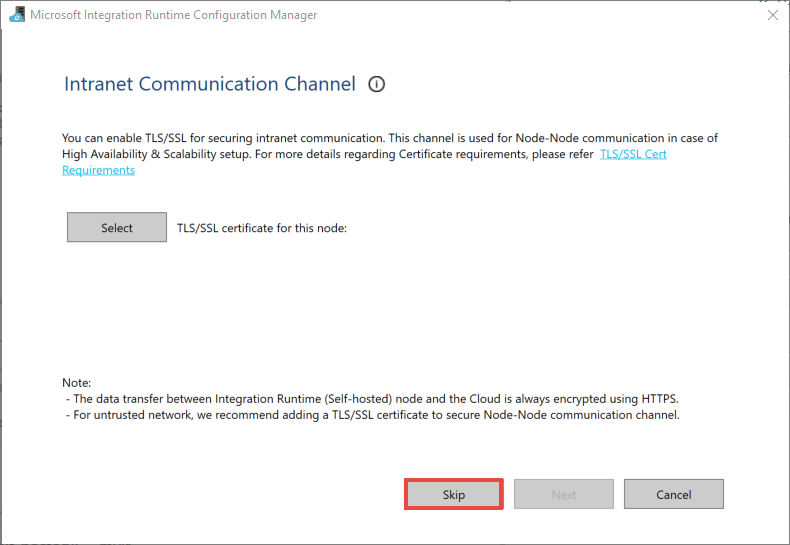 Microsoft Integration Runtime Configuration Manager
Intranet Communication Channel
You can enable TLS/SSL for securing intranet communication. This channel is used for Node-Node communication in case of
High Availability & Scalability setup. For more details regarding Certificate requirements, please refer TLS/SSL Cert
Requirements
Select TLS/SSL certificate for this node:
Note:
- The data transfer between Integration Runtime (Self-hosted) node and the Cloud is always encrypted using HTTPS.
- For untrusted network, we recommend adding a TLS/SSL certificate to secure Node-Node communication channel.
Skip Next Cancel